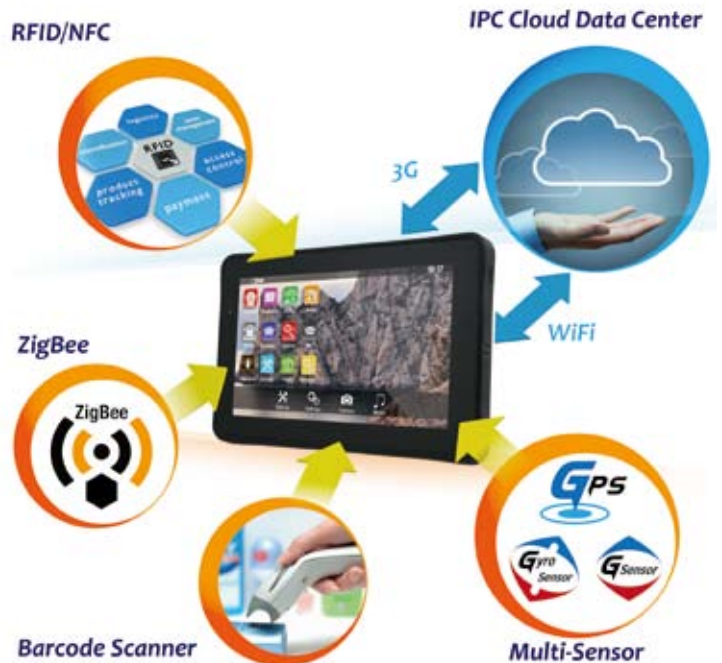 RFID/NFC
IPC Cloud Data Center
logistics
RFID
access
control
product
tracking
payment
3G
WiFi
ZigBee
ZigBee
GPS
Gyro
Sensor
G Sensor
Barcode Scanner
Multi-Sensor